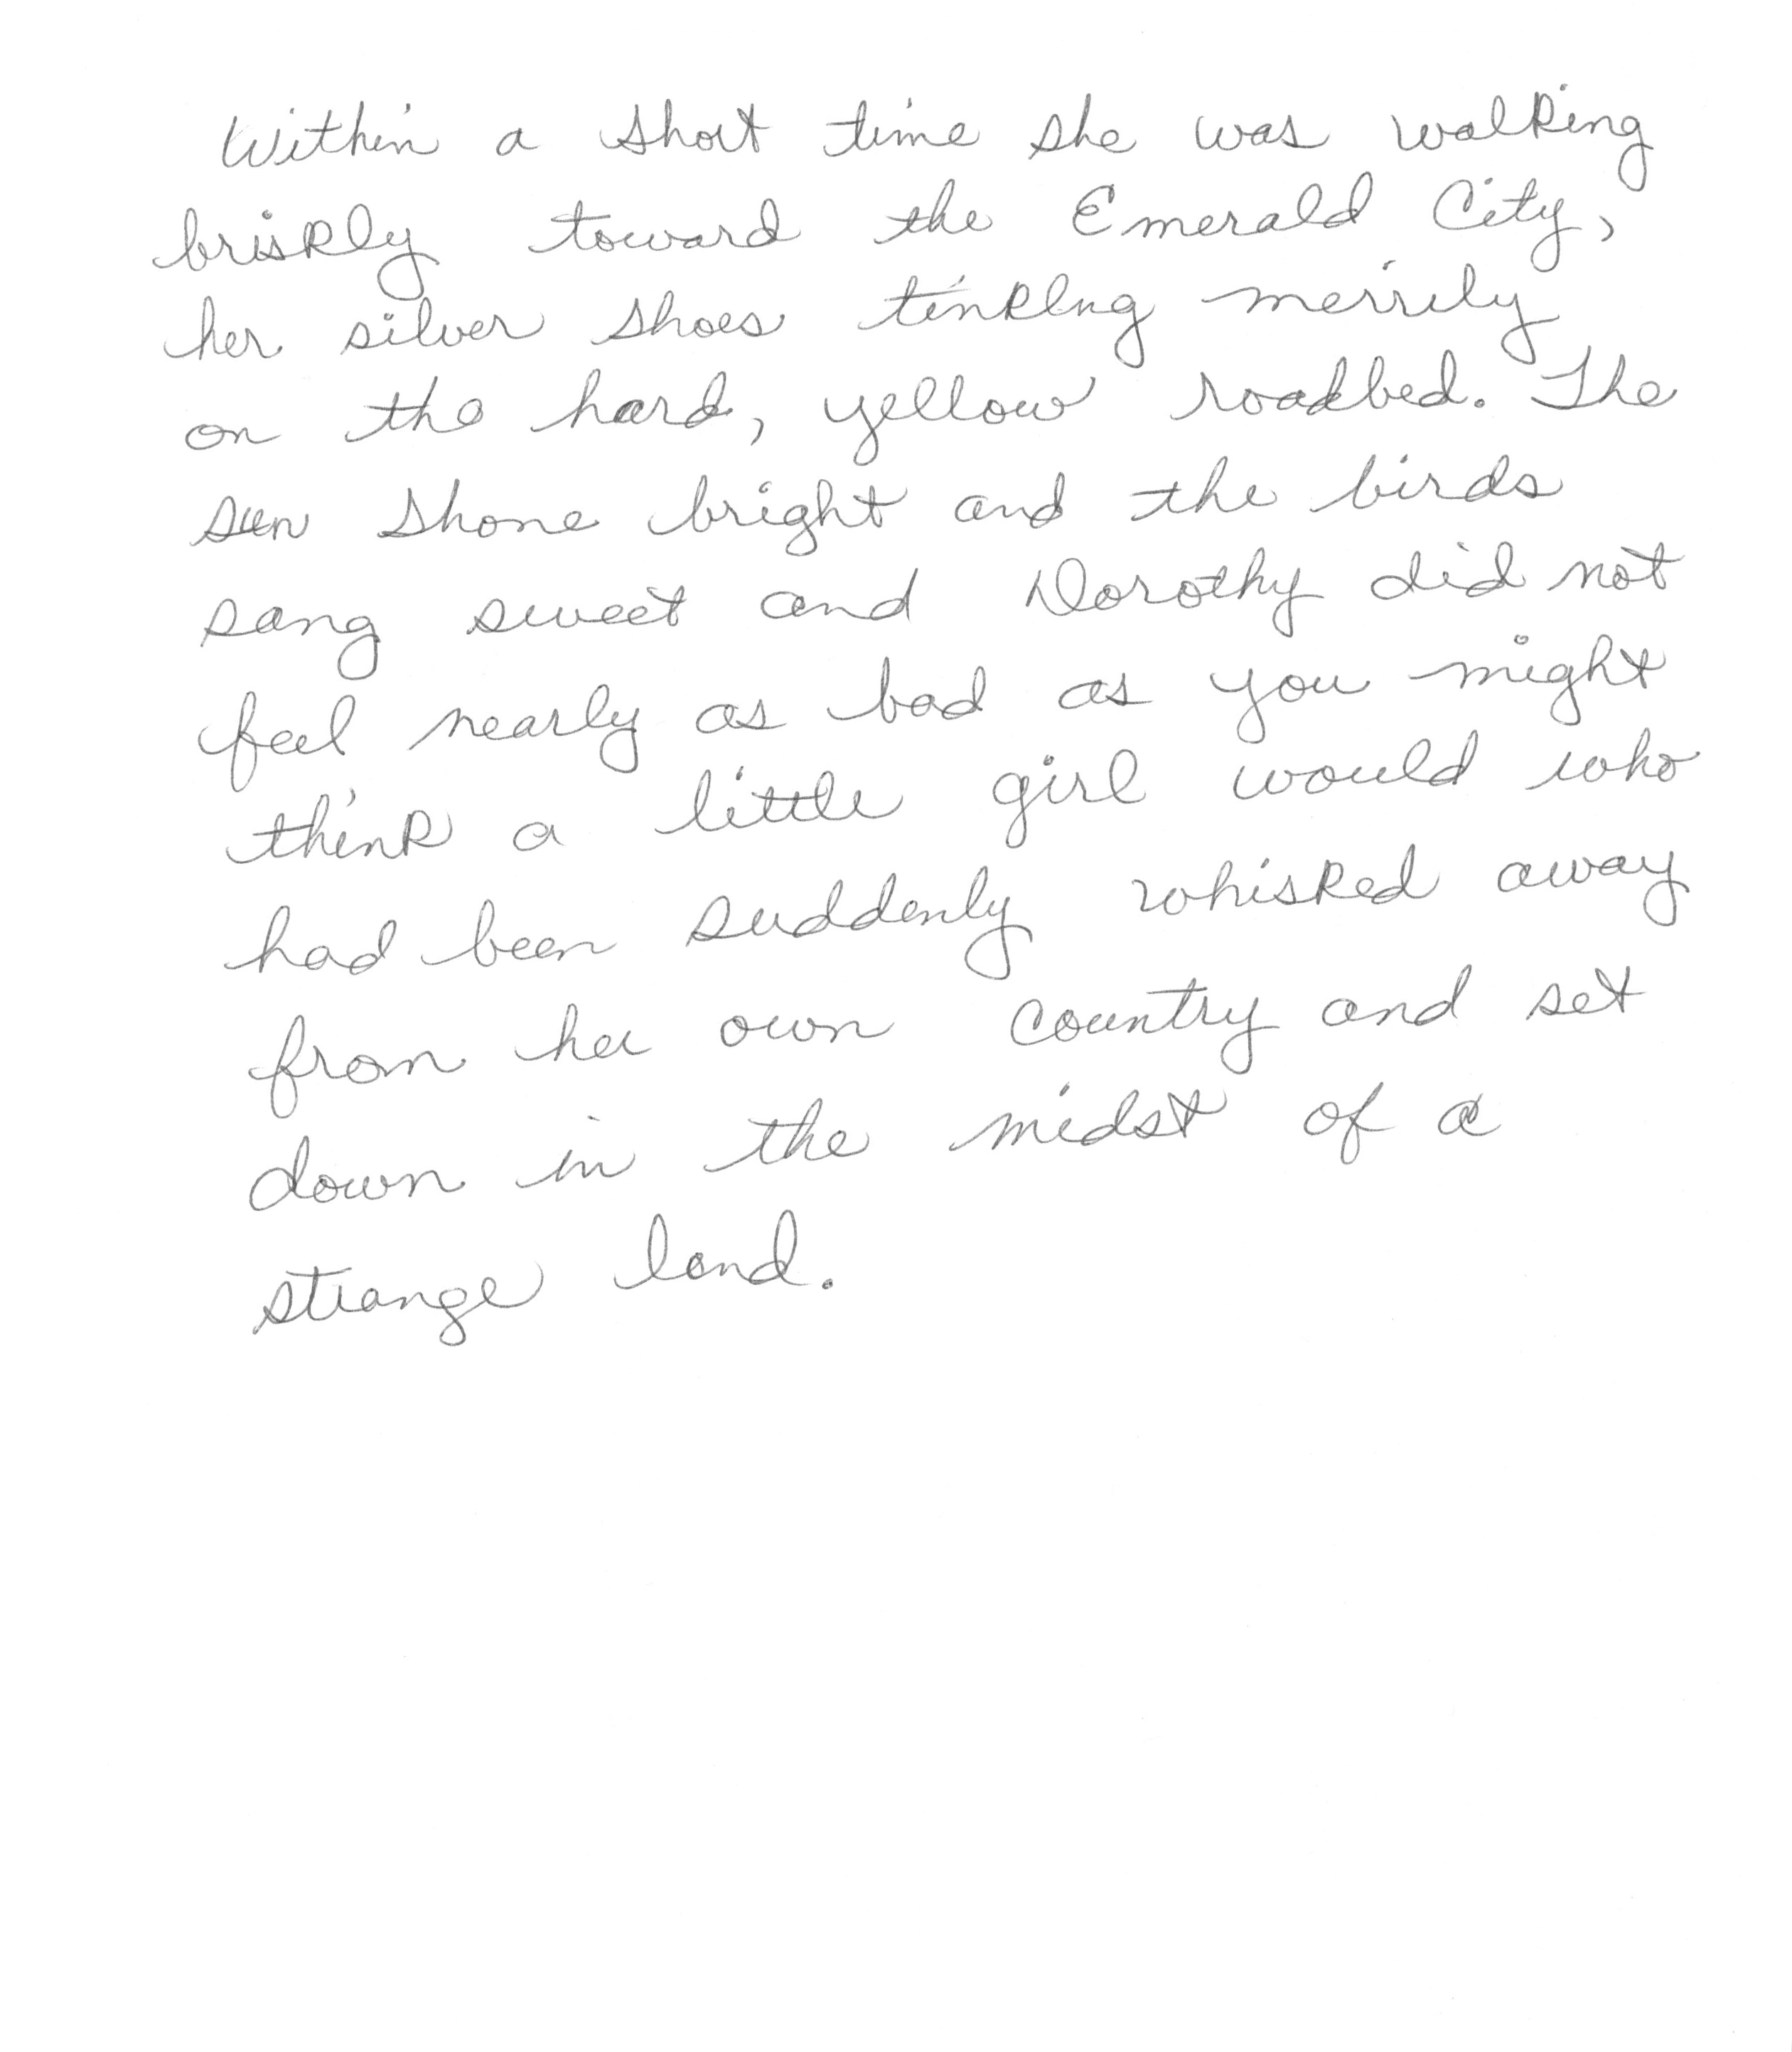 Within a short time she was walking
briskly toward the Emerald City,
her silver shoes tinklng merrily
on the hard, yellow roadbed. The
sun shone bright and the birds
sang sweet and Dorothy did not
feel nearly as bad as you might
think a little girl would who
had been suddenly whisked away
from her own country and set
down in the midst of a
strange land.